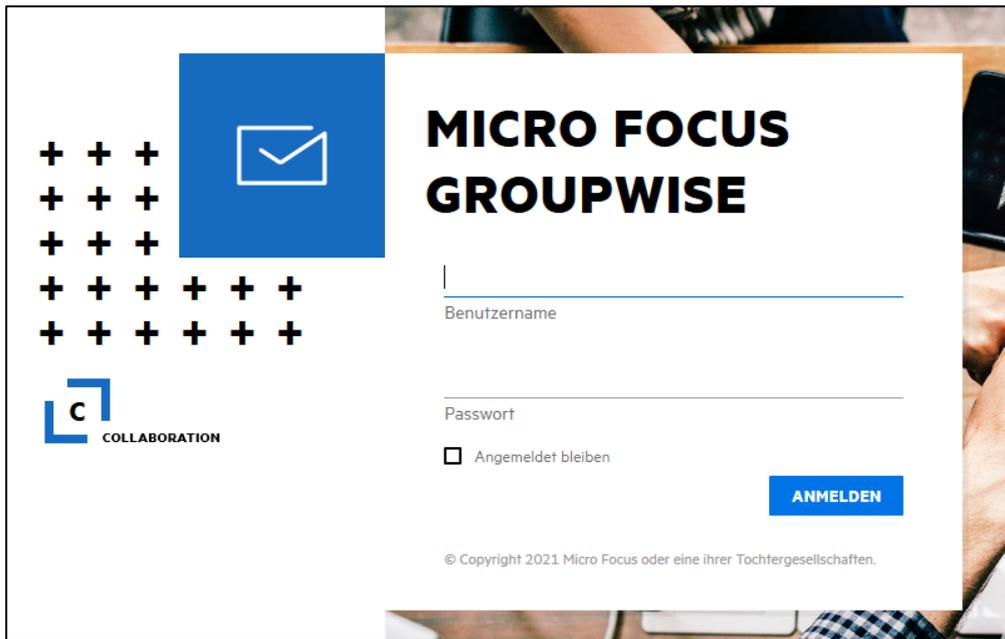 MICRO FOCUS
GROUPWISE
Benutzername
Passwort
Angemeldet bleiben
ANMELDEN
© Copyright 2021 Micro Focus oder eine ihrer Tochtergesellschaften.
C
COLLABORATION